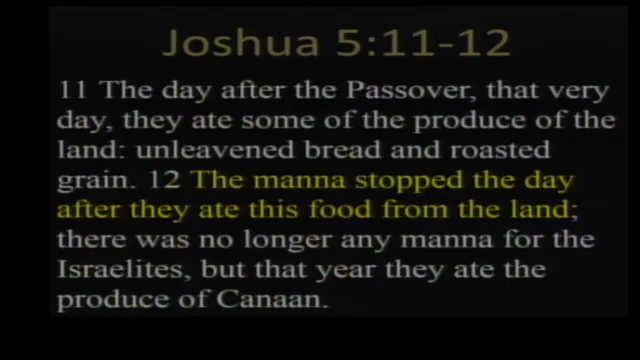 Joshua 5:11-12
11 The day after the Passover, that very
day, they ate some of the produce of the
land: unleavened bread and roasted
grain. 12 The manna stopped the day
after they ate this food from the land;
there was no longer any manna for the
Israelites, but that year they ate the
produce of Canaan.